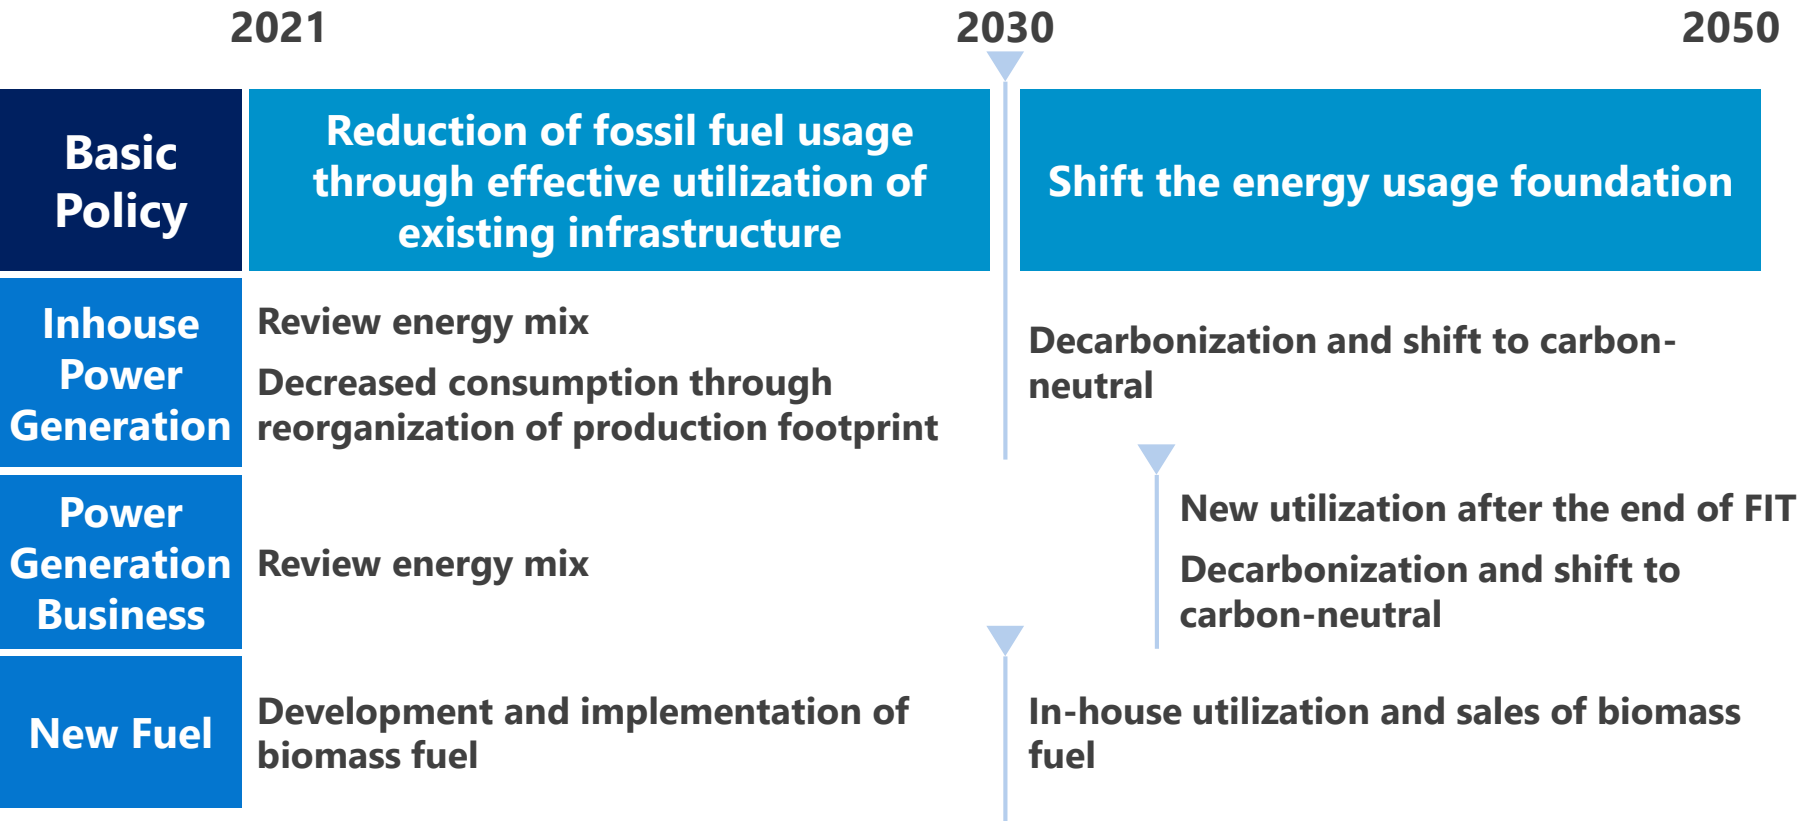 2021
2030
2050
Basic
Policy
Reduction of fossil fuel usage
through effective utilization of
existing infrastructure
Shift the energy usage foundation
Inhouse
Power
Generation
Review energy mix
Decreased consumption through
reorganization of production footprint
Decarbonization and shift to carbon-
neutral
Power
Generation
Business
Review energy mix
New utilization after the end of FIT
Decarbonization and shift to
carbon-neutral
New Fuel
Development and implementation of
biomass fuel
In-house utilization and sales of biomass
fuel